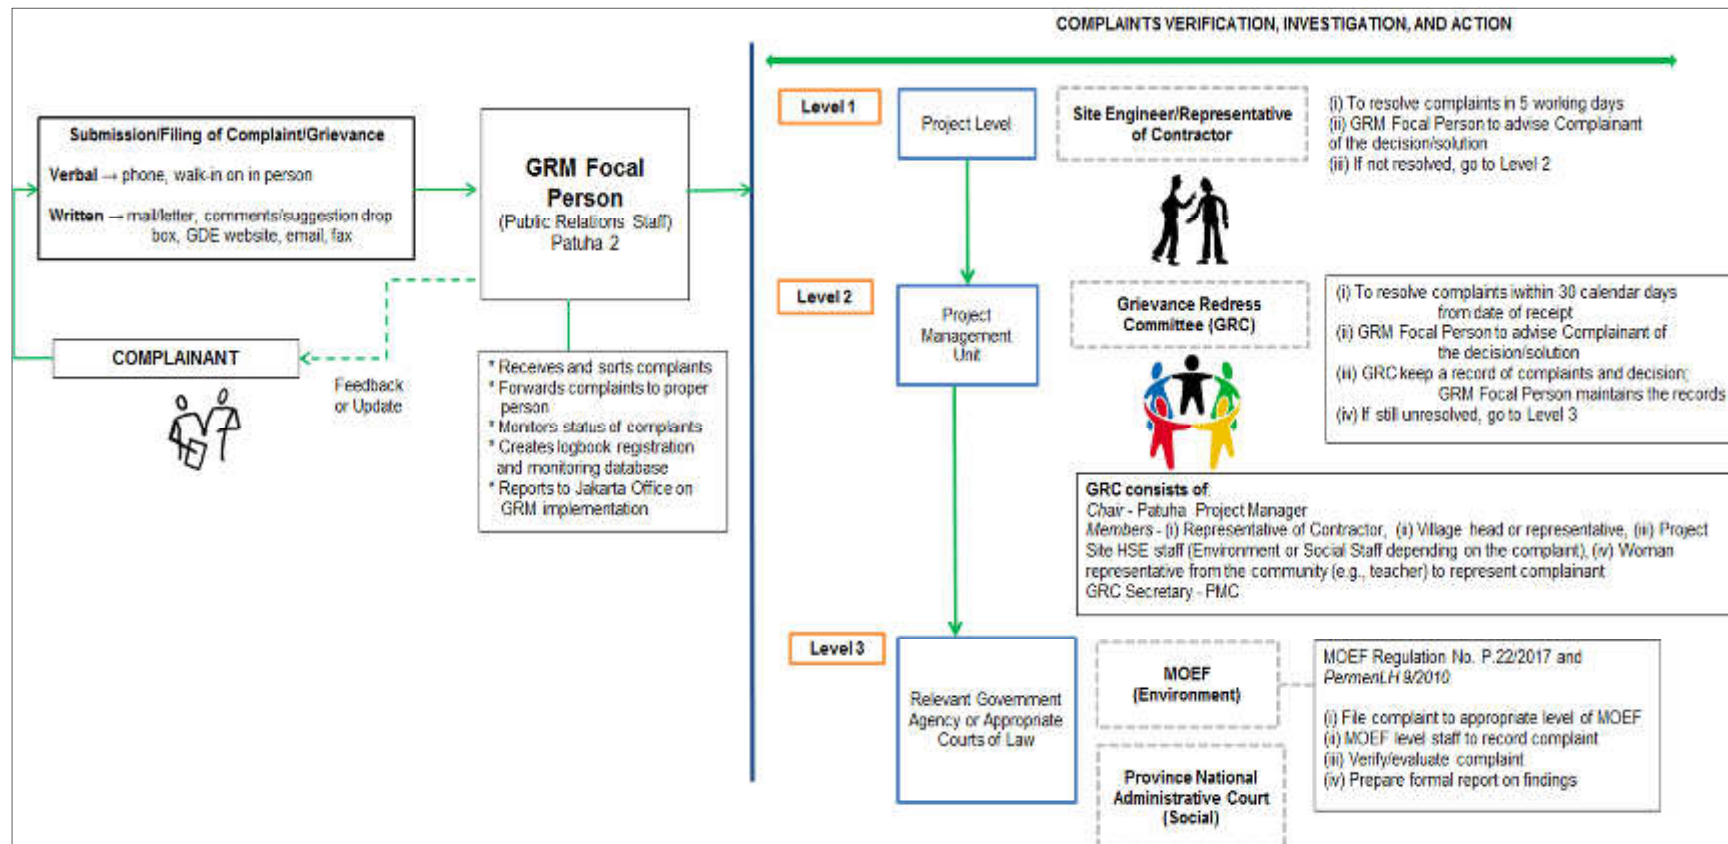 COMPLAINTS VERIFICATION, INVESTIGATION, AND ACTION
Submission/Filing of Complaint/Grievance
Verbal → phone, walk-in on in person
Written → mail/letter, comments/suggestion drop
box, GDE website, email, fax
COMPLAINANT
Feedback
or Update
GRM Focal
Person
(Public Relations Staff)
Patuha 2
* Receives and sorts complaints
* Forwards complaints to proper
person
* Monitors status of complaints
* Creates logbook registration
and monitoring database
* Reports to Jakarta Office on
GRM implementation
Level 1
Project Level
Site Engineer/Representative
of Contractor
(i) To resolve complaints in 5 working days
(ii) GRM Focal Person to advise Complainant
of the decision/solution
(iii) If not resolved, go to Level 2
Level 2
Project
Management
Unit
Grievance Redress
Committee (GRC)
(i) To resolve complaints iwithin 30 calendar days
from date of receipt
(ii) GRM Focal Person to advise Complainant of
the decision/solution
(iii) GRC keep a record of complaints and decision;
GRM Focal Person maintains the records
(iv) If still unresolved, go to Level 3
GRC consists of
Chair - Patuha Project Manager
Members - (i) Representative of Contractor, (ii) Village head or representative, (iii) Project
Site HSE staff (Environment or Social Staff depending on the complaint), (iv) Woman
representative from the community (e.g., teacher) to represent complainant
GRC Secretary - PMC
Level 3
Relevant Government
Agency or Appropriate
Courts of Law
MOEF
(Environment)
Province National
Administrative Court
(Social)
MOEF Regulation No. P.22/2017 and
PermenLH 9/2010
(i) File complaint to appropriate level of MOEF
(ii) MOEF level staff to record complaint
(iii) Verify/evaluate complaint
(iv) Prepare formal report on findings